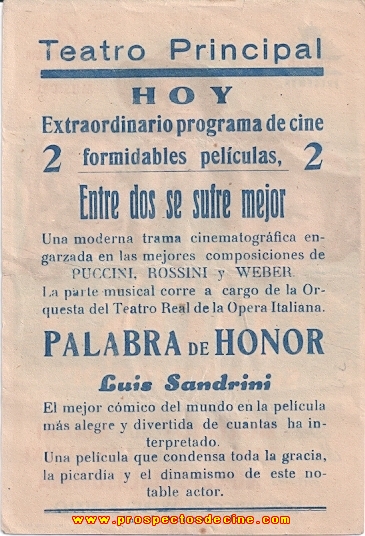 Teatro Principal
HOY
Extraordinario programa de cine
2 formidables películas, 2
Entre dos se sufre mejor
Una moderna trama cinematográfica en-
garzada en las mejores composiciones de
PUCCINI, ROSSINI y WEBER.
La parte musical corre a cargo de la Or-
questa del Teatro Real de la Opera Italiana.
PALABRA DE HONOR
Luis Sandrini
El mejor cómico del mundo en la película
más alegre y divertida de cuantas ha in-
terpretado.
Una película que condensa toda la gracia,
la picardia y el dinamismo de este no-
table actor.
www.prospectosdecine.com